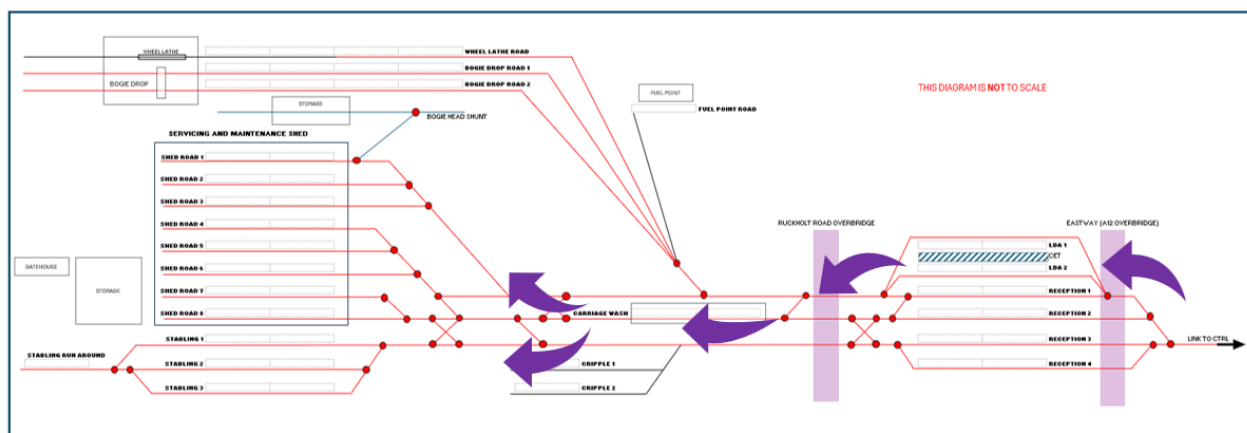 WHEEL LATHE
WHEEL LATHE ROAD
BOGIE DROP ROAD 1
BOGIE DROP
BOGIE DROP ROAD 2
FUEL POINT
THIS DIAGRAM IS NOT TO SCALE
STORAGE
FUEL POINT ROAD
BOGIE HEAD SHUNT
SERVICING AND MAINTENANCE SHED
SHED ROAD 1
SHED ROAD 2
SHED ROAD 3
SHED ROAD 4
RUCKHOLT ROAD OVERBRIDGE
EASTWAY (A12 OVERBRIDGE)
SHED ROAD 5
LDA 1
CET
GATEHOUSE
SHED ROAD 6
LDA 2
STORAGE
SHED ROAD 7
RECEPTION 1
SHED ROAD 8
CARRIAGE WASH
RECEPTION 2
STABLING 1
RECEPTION 3
LINK TO CTRL
STABLING RUN AROUND
STABLING 2
CRIPPLE 1
RECEPTION 4
STABLING 3
CRIPPLE 2